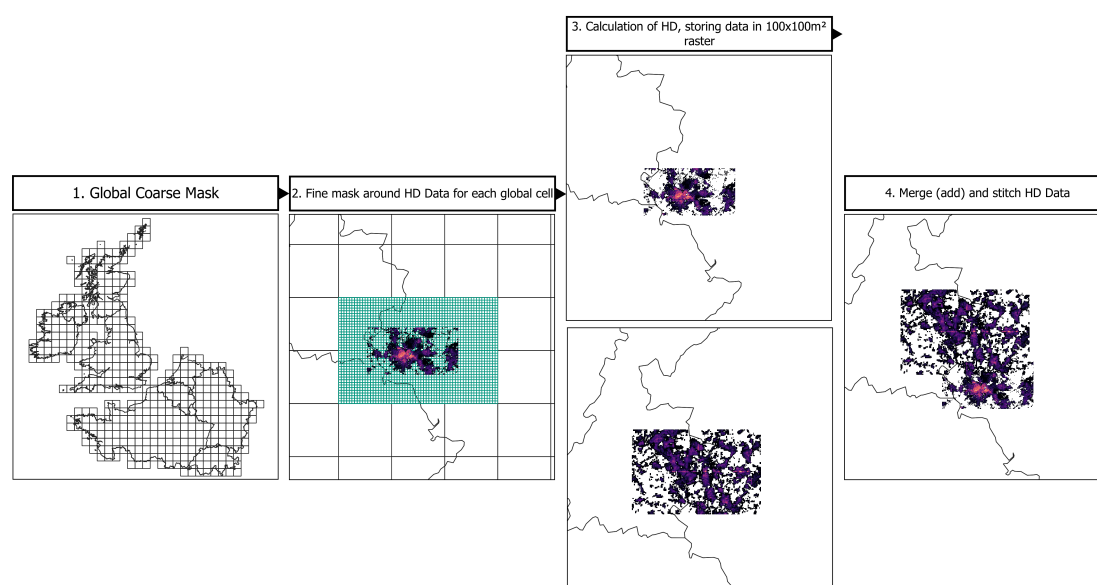 3. Calculation of HD, storing data in 100x100m²
raster
1. Global Coarse Mask
2. Fine mask around HD Data for each global cell
4. Merge (add) and stitch HD Data